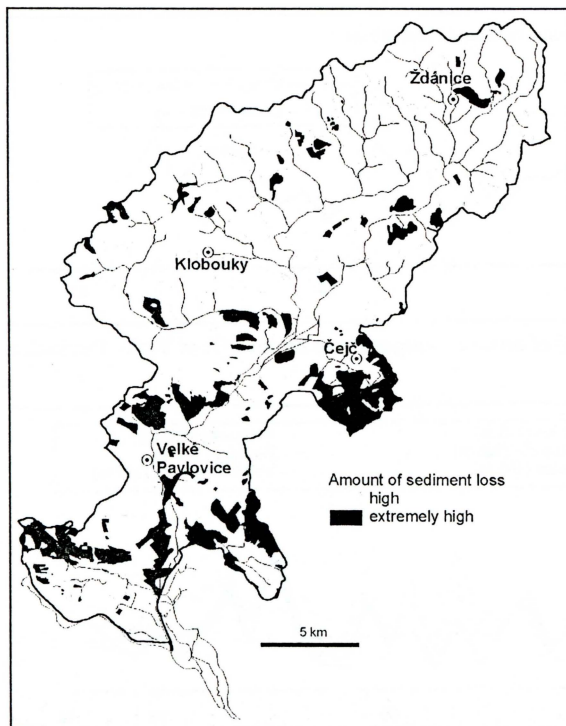 Ždánice
Klobouky
Čejč
Velké
Pavlovice
Amount of sediment loss
high
extremely high
5 km